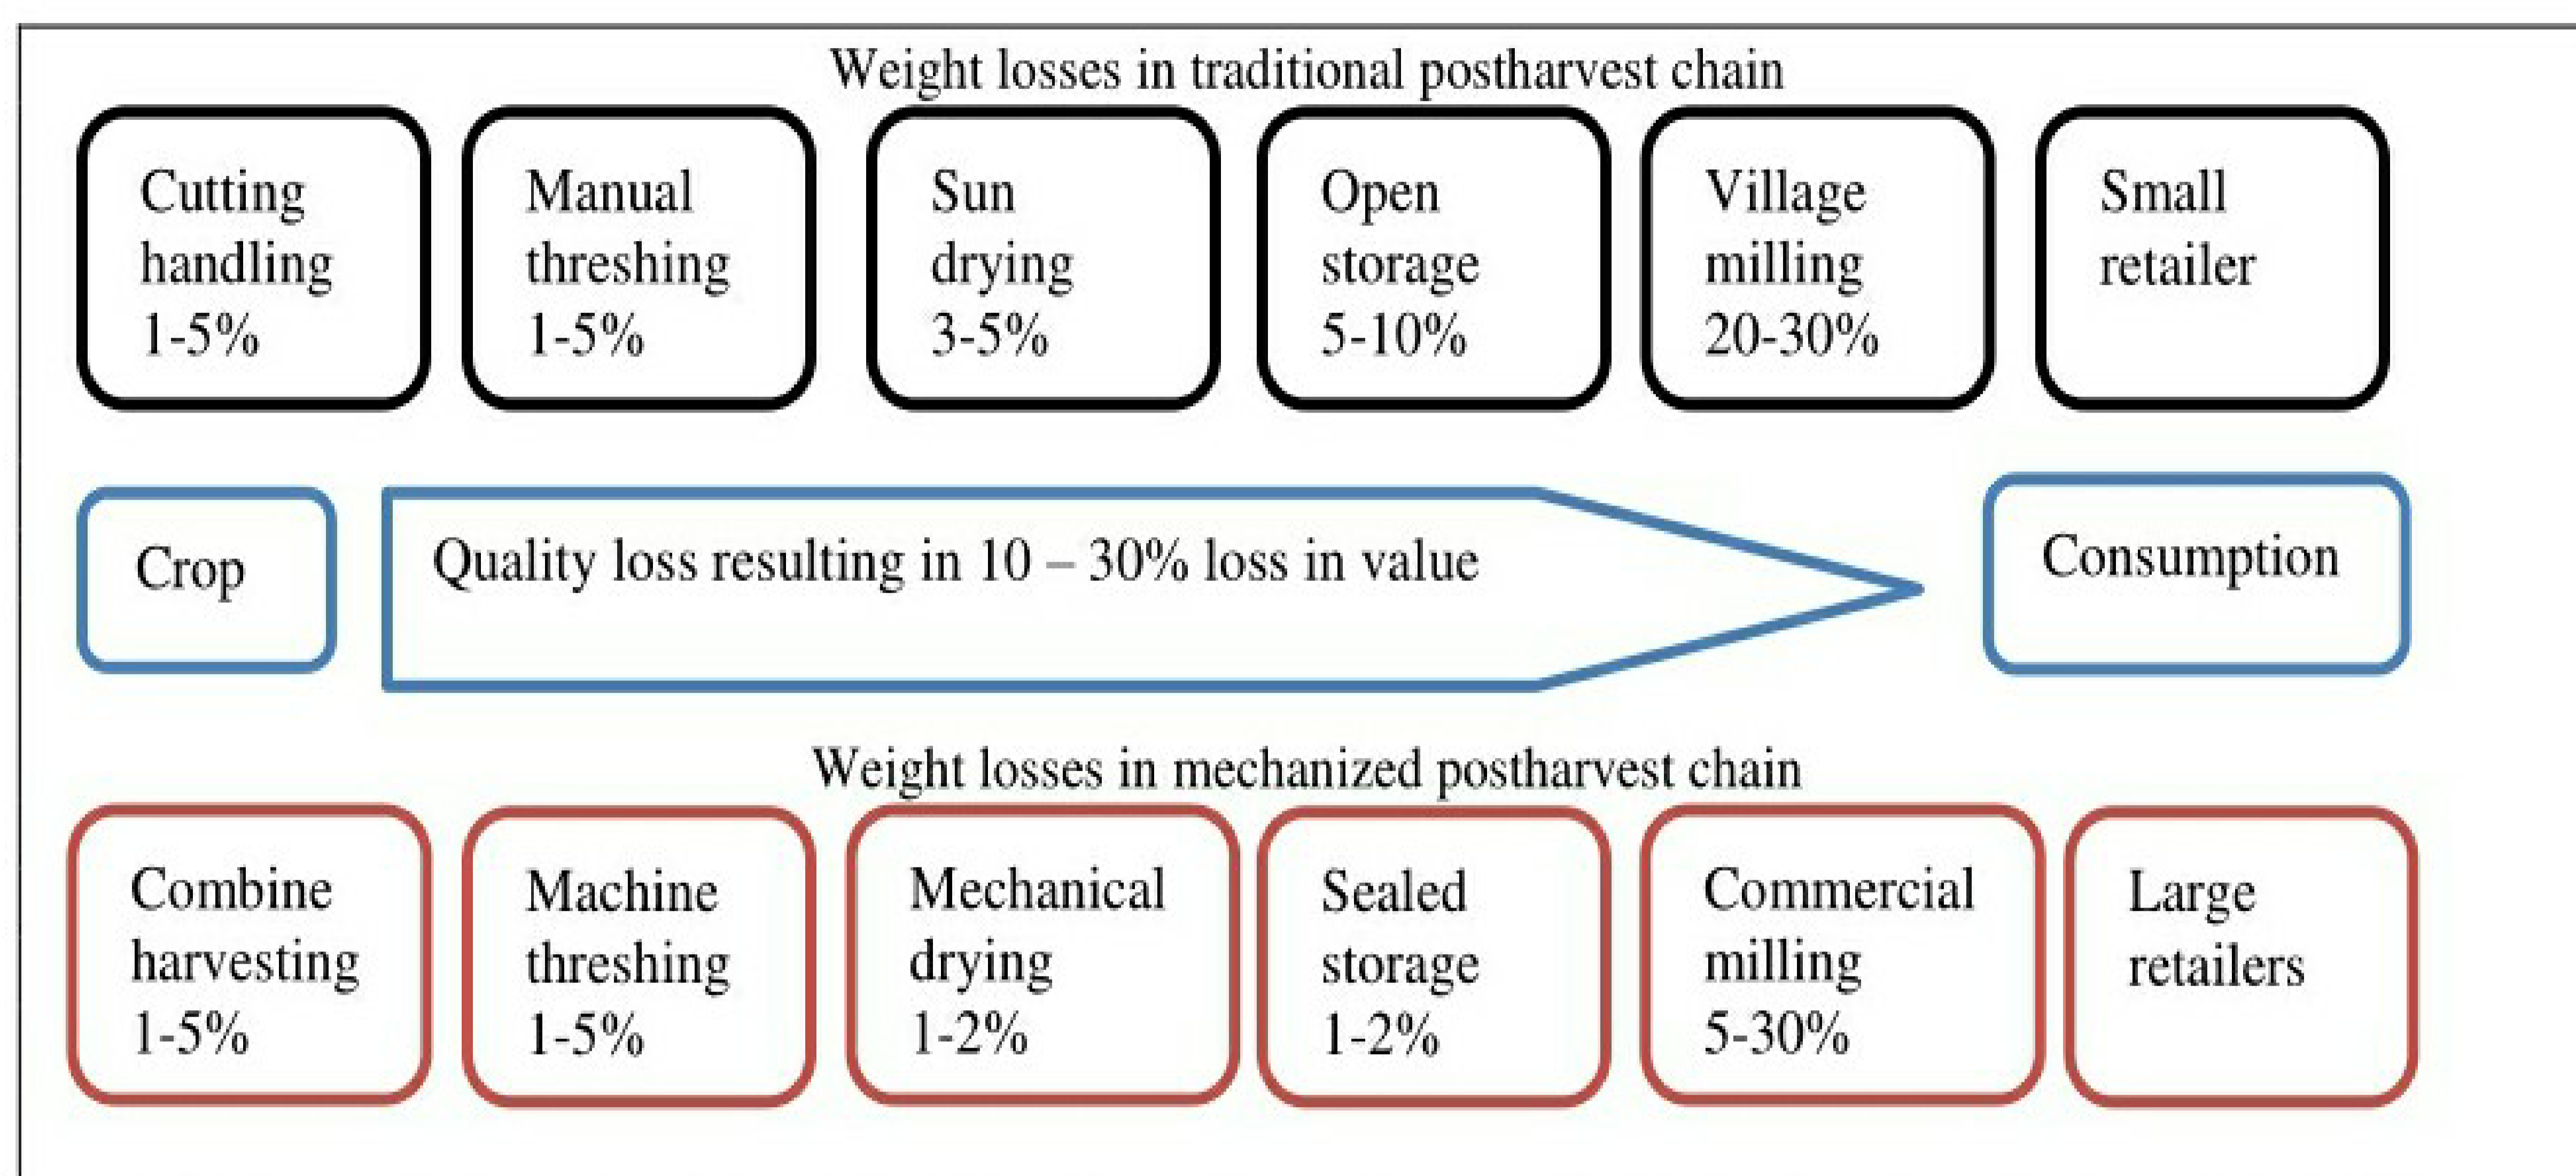 Weight losses in traditional postharvest chain
Cutting
handling
1-5%
Manual
threshing
1-5%
Sun
drying
3-5%
Open
storage
5-10%
Village
milling
20-30%
Small
retailer
Crop
Quality loss resulting in 10 – 30% loss in value
Consumption
Weight losses in mechanized postharvest chain
Combine
harvesting
1-5%
Machine
threshing
1-5%
Mechanical
drying
1-2%
Sealed
storage
1-2%
Commercial
milling
5-30%
Large
retailers